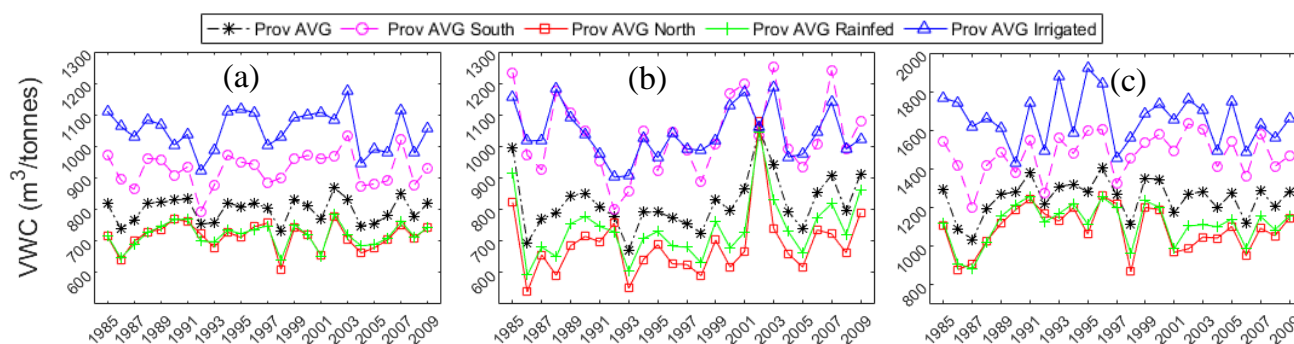 Prov AVG Prov AVG South Prov AVG North Prov AVG Rainfed Prov AVG Irrigated
VWC (m³/tonnes)
(a)
1300
1200
1100
1000
900
800
700
600
1985 1987 1989 1991 1993 1995 1997 1999 2001 2003 2005 2007 2009
(b)
1300
1200
1100
1000
900
800
700
600
1985 1987 1989 1991 1993 1995 1997 1999 2001 2003 2005 2007 2009
(c)
2000
1800
1600
1400
1200
1000
800
1985 1987 1989 1991 1993 1995 1997 1999 2001 2003 2005 2007 2009